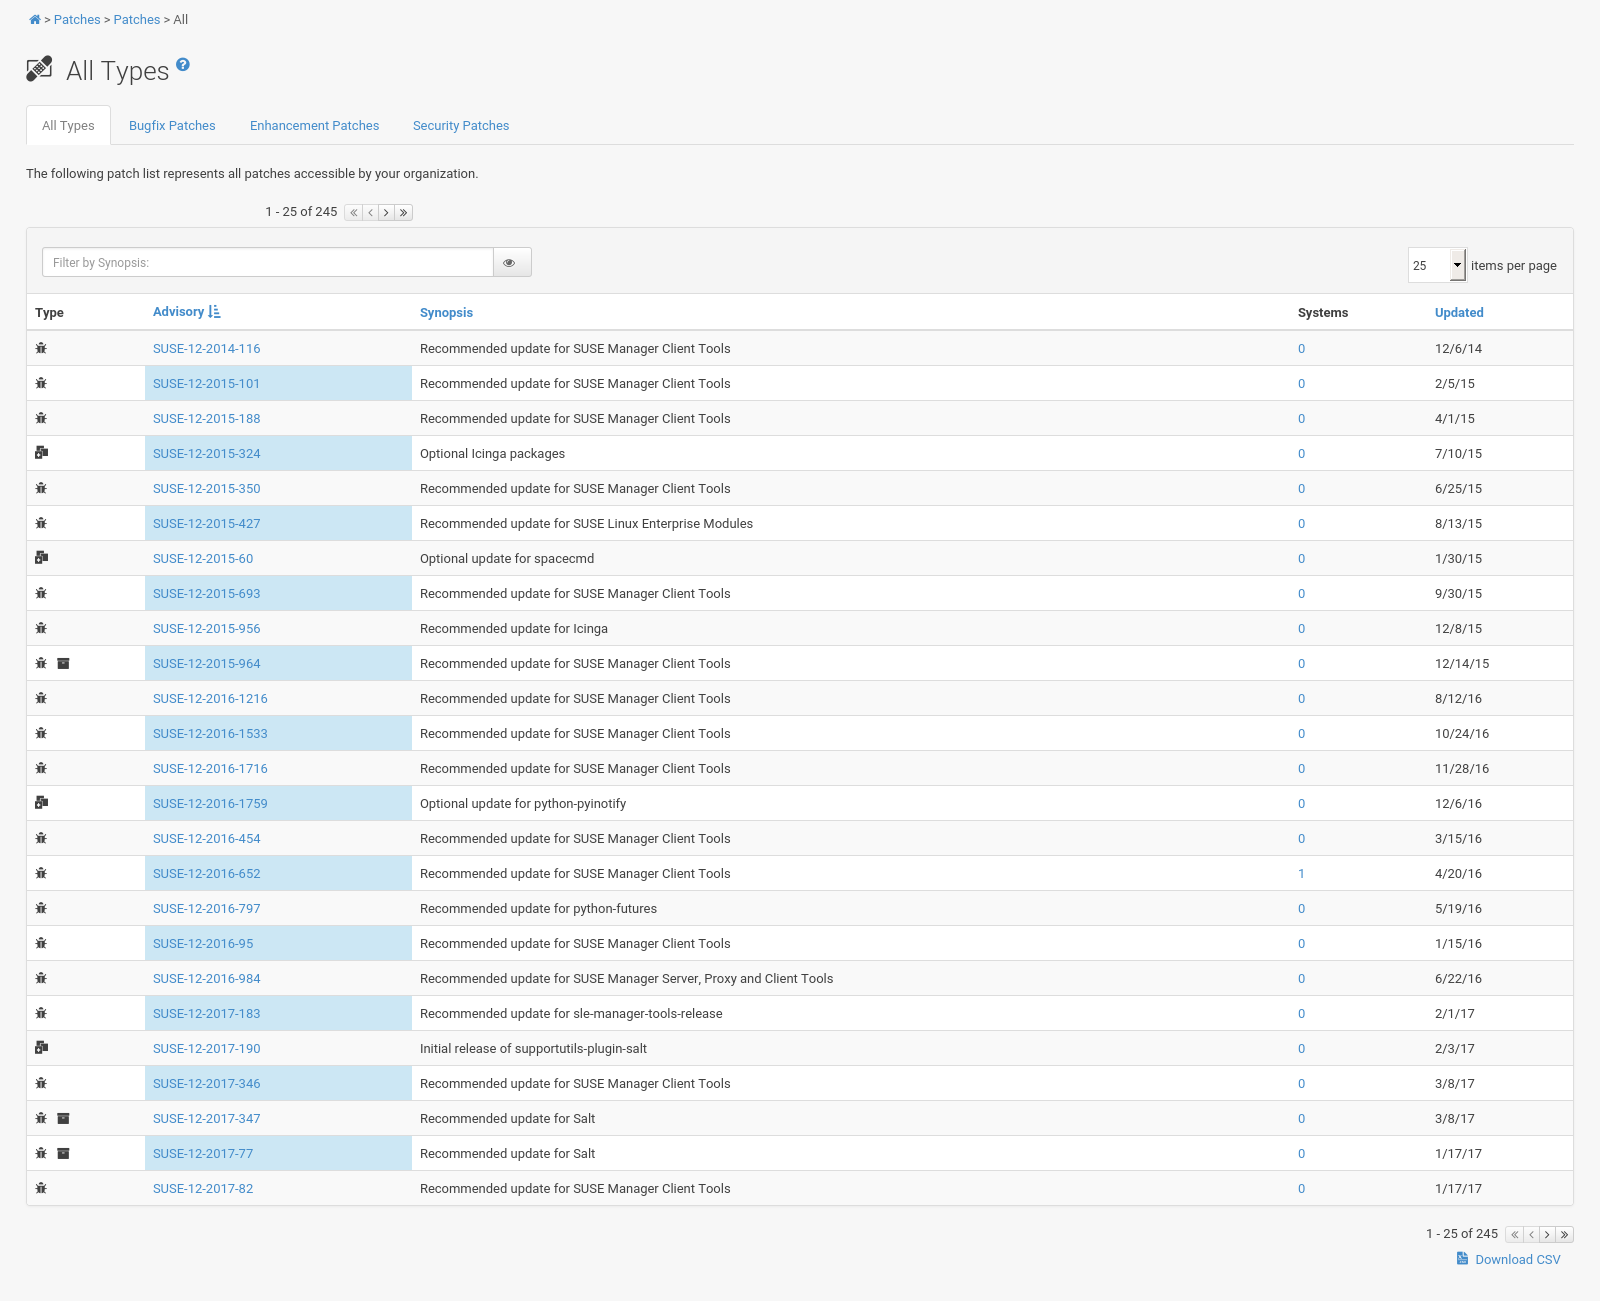 > Patches > Patches > All
All Types ?
All Types Bugfix Patches Enhancement Patches Security Patches
The following patch list represents all patches accessible by your organization.
1 - 25 of 245
Filter by Synopsis: 25 items per page
Type Advisory Synopsis Systems Updated
SUSE-12-2014-116 Recommended update for SUSE Manager Client Tools 0 12/6/14
SUSE-12-2015-101 Recommended update for SUSE Manager Client Tools 0 2/5/15
SUSE-12-2015-188 Recommended update for SUSE Manager Client Tools 0 4/1/15
SUSE-12-2015-324 Optional Icinga packages 0 7/10/15
SUSE-12-2015-350 Recommended update for SUSE Manager Client Tools 0 6/25/15
SUSE-12-2015-427 Recommended update for SUSE Linux Enterprise Modules 0 8/13/15
SUSE-12-2015-60 Optional update for spacecmd 0 1/30/15
SUSE-12-2015-693 Recommended update for SUSE Manager Client Tools 0 9/30/15
SUSE-12-2015-956 Recommended update for Icinga 0 12/8/15
SUSE-12-2015-964 Recommended update for SUSE Manager Client Tools 0 12/14/15
SUSE-12-2016-1216 Recommended update for SUSE Manager Client Tools 0 8/12/16
SUSE-12-2016-1533 Recommended update for SUSE Manager Client Tools 0 10/24/16
SUSE-12-2016-1716 Recommended update for SUSE Manager Client Tools 0 11/28/16
SUSE-12-2016-1759 Optional update for python-pyinotify 0 12/6/16
SUSE-12-2016-454 Recommended update for SUSE Manager Client Tools 0 3/15/16
SUSE-12-2016-652 Recommended update for SUSE Manager Client Tools 1 4/20/16
SUSE-12-2016-797 Recommended update for python-futures 0 5/19/16
SUSE-12-2016-95 Recommended update for SUSE Manager Client Tools 0 1/15/16
SUSE-12-2016-984 Recommended update for SUSE Manager Server, Proxy and Client Tools 0 6/22/16
SUSE-12-2017-183 Recommended update for sle-manager-tools-release 0 2/1/17
SUSE-12-2017-190 Initial release of supportutils-plugin-salt 0 2/3/17
SUSE-12-2017-346 Recommended update for SUSE Manager Client Tools 0 3/8/17
SUSE-12-2017-347 Recommended update for Salt 0 3/8/17
SUSE-12-2017-77 Recommended update for Salt 0 1/17/17
SUSE-12-2017-82 Recommended update for SUSE Manager Client Tools 0 1/17/17
1 - 25 of 245
Download CSV